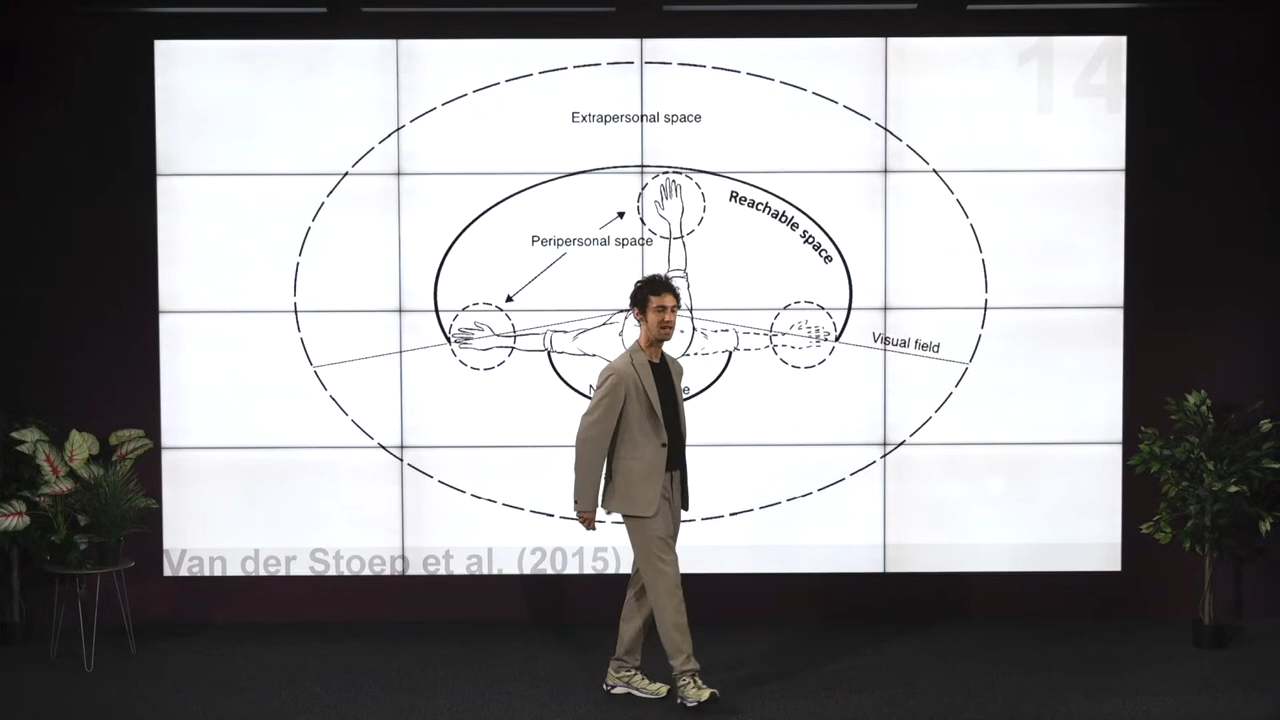 14
Extrapersonal space
Reachable space
Peripersonal space
Visual field
Van der Stoep et al. (2015)